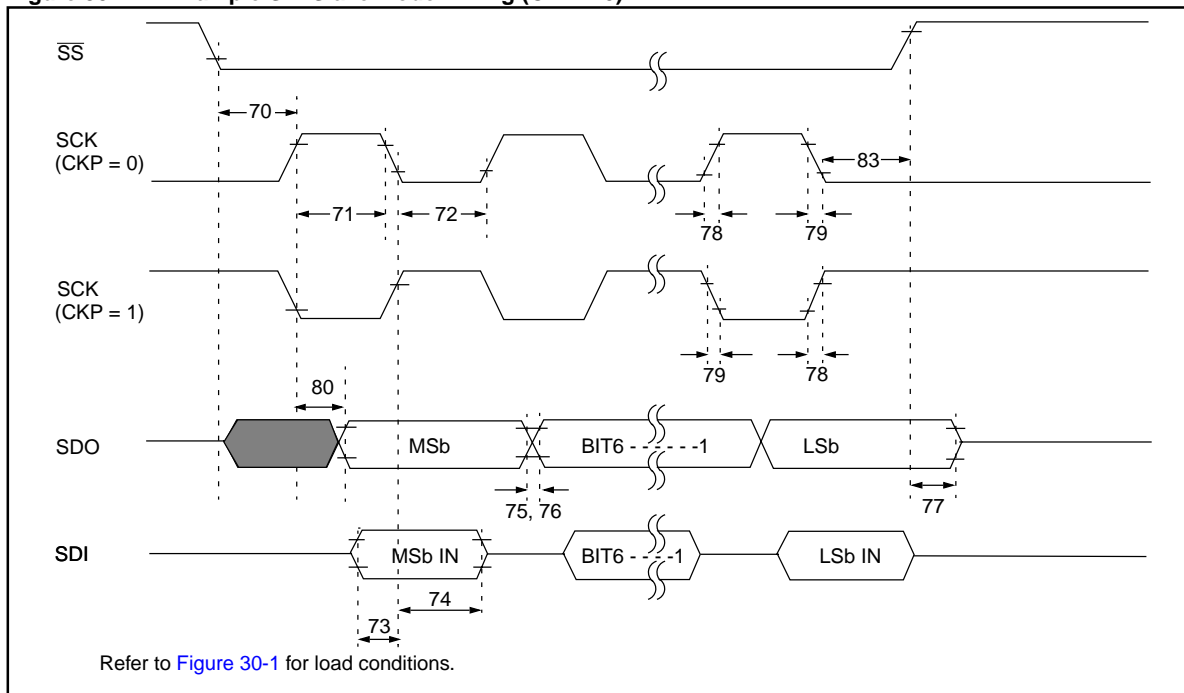 SS
70
SCK
(CKP = 0)
83
71
72
78
79
SCK
(CKP = 1)
79
78
80
SDO
MSb
BIT6 - - - - - -1
LSb
75, 76
77
SDI
MSb IN
BIT6 - - - -1
LSb IN
74
73
Refer to Figure 30-1 for load conditions.